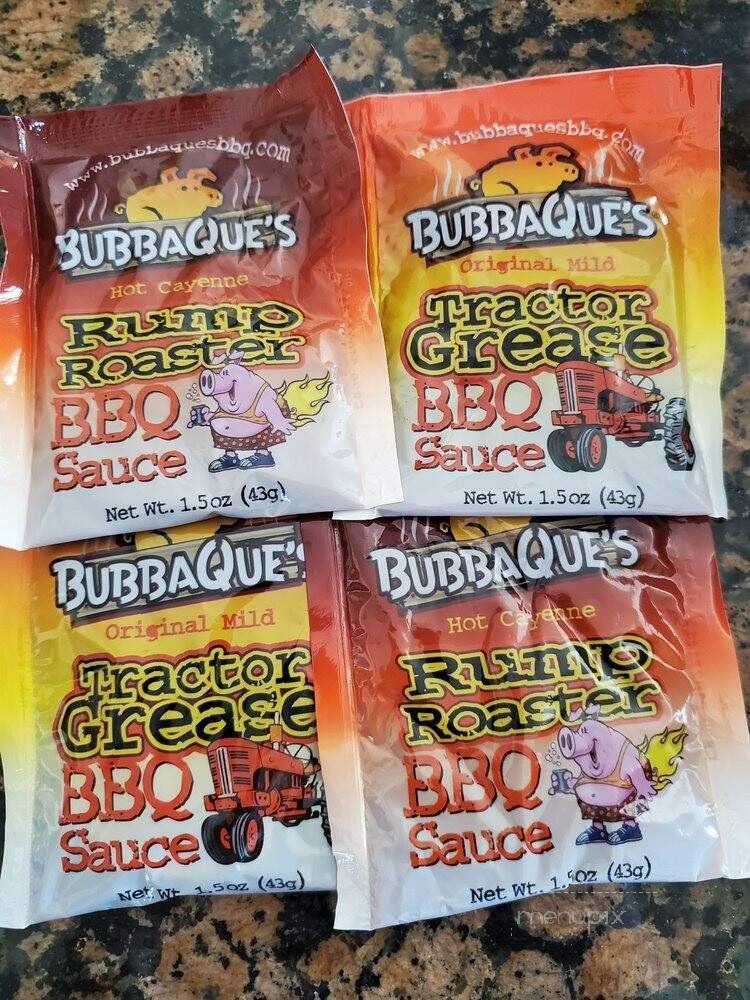 www.bubbaquesbbq.com
BUBBAQUE'S
Hot Cayenne
Rump
Roaster
BBQ
Sauce
Net Wt. 1.5oz (43g)
www.bubbaquesbbq.com
BUBBAQUE'S
Original Mild
Tractor
Grease
BBQ
Sauce
Net Wt. 1.5oz (43g)
BUBBAQUE'S
Original Mild
Tractor
Grease
BBQ
Sauce
Net Wt. 1.5oz (43g)
BUBBAQUE'S
Hot Cayenne
Rump
Roaster
BBQ
Sauce
Net Wt. 1.5oz (43g)
menupix